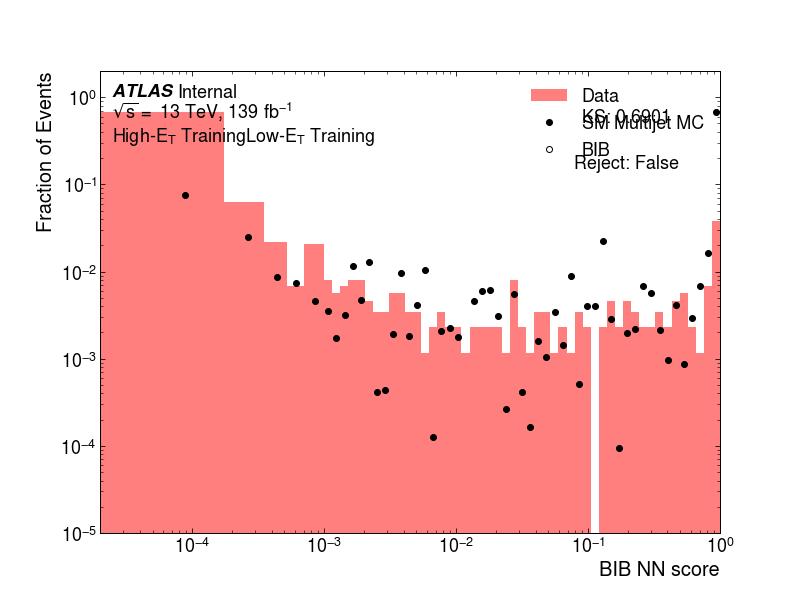 ATLAS Internal
√s = 13 TeV, 139 fb⁻¹
High-E_T TrainingLow-E_T Training
Data
KS: 0.6901
SM Multijet MC
BIB
Reject: False
Fraction of Events
10⁰
10⁻¹
10⁻²
10⁻³
10⁻⁴
10⁻⁵
10⁻⁴
10⁻³
10⁻²
10⁻¹
10⁰
BIB NN score